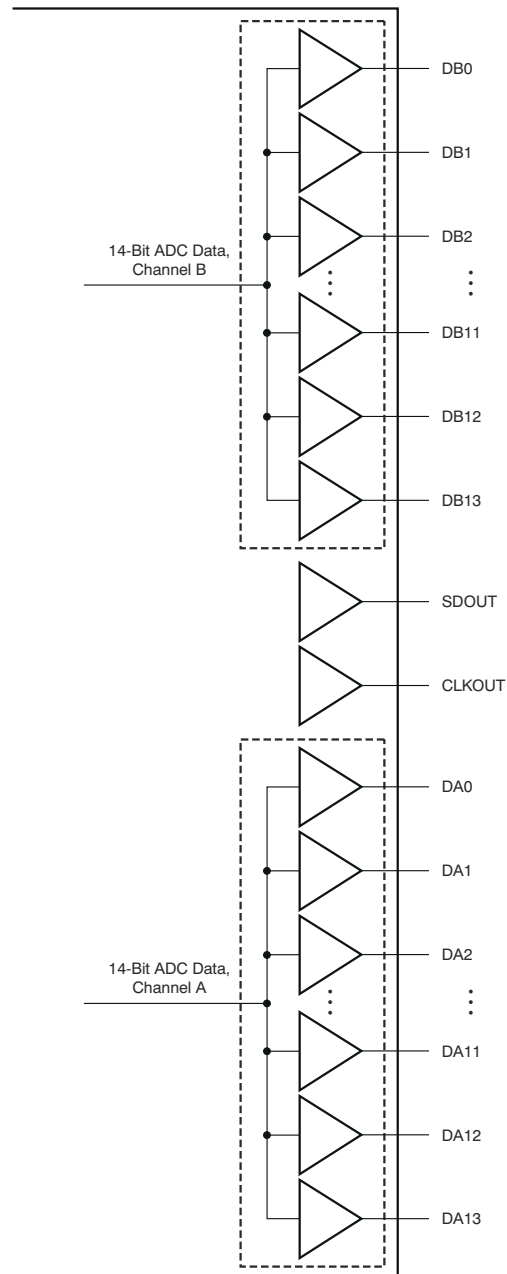 DB0
DB1
DB2
14-Bit ADC Data,
Channel B
DB11
DB12
DB13
SDOUT
CLKOUT
DA0
DA1
DA2
14-Bit ADC Data,
Channel A
DA11
DA12
DA13